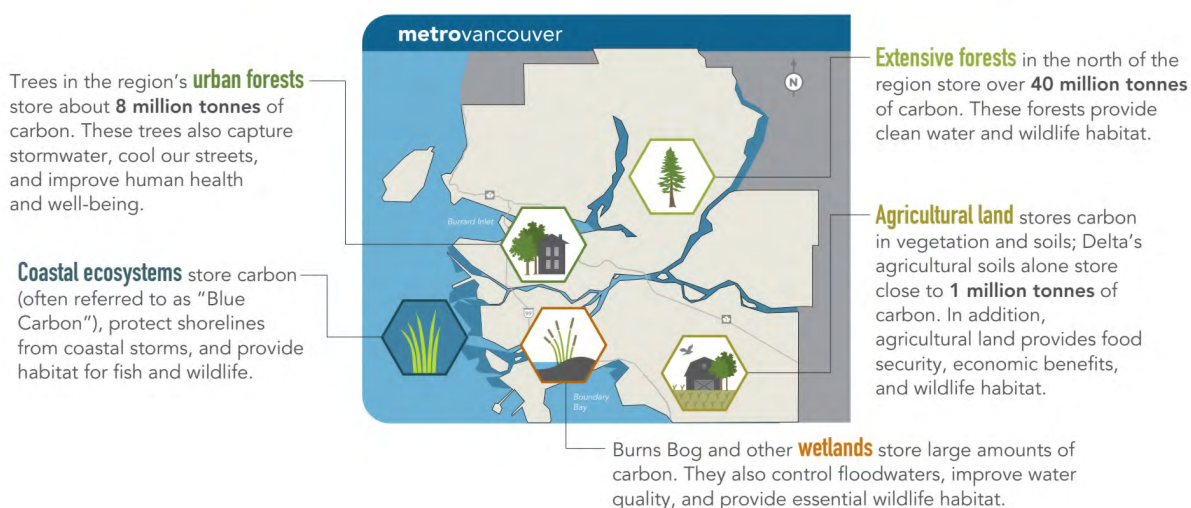 metrovancouver
Trees in the region's urban forests
store about 8 million tonnes of
carbon. These trees also capture
stormwater, cool our streets,
and improve human health
and well-being.
Coastal ecosystems store carbon
(often referred to as “Blue
Carbon”), protect shorelines
from coastal storms, and provide
habitat for fish and wildlife.
Burrard Inlet
Boundary
Bay
N
Extensive forests in the north of the
region store over 40 million tonnes
of carbon. These forests provide
clean water and wildlife habitat.
Agricultural land stores carbon
in vegetation and soils; Delta's
agricultural soils alone store
close to 1 million tonnes of
carbon. In addition,
agricultural land provides food
security, economic benefits,
and wildlife habitat.
Burns Bog and other wetlands store large amounts of
carbon. They also control floodwaters, improve water
quality, and provide essential wildlife habitat.